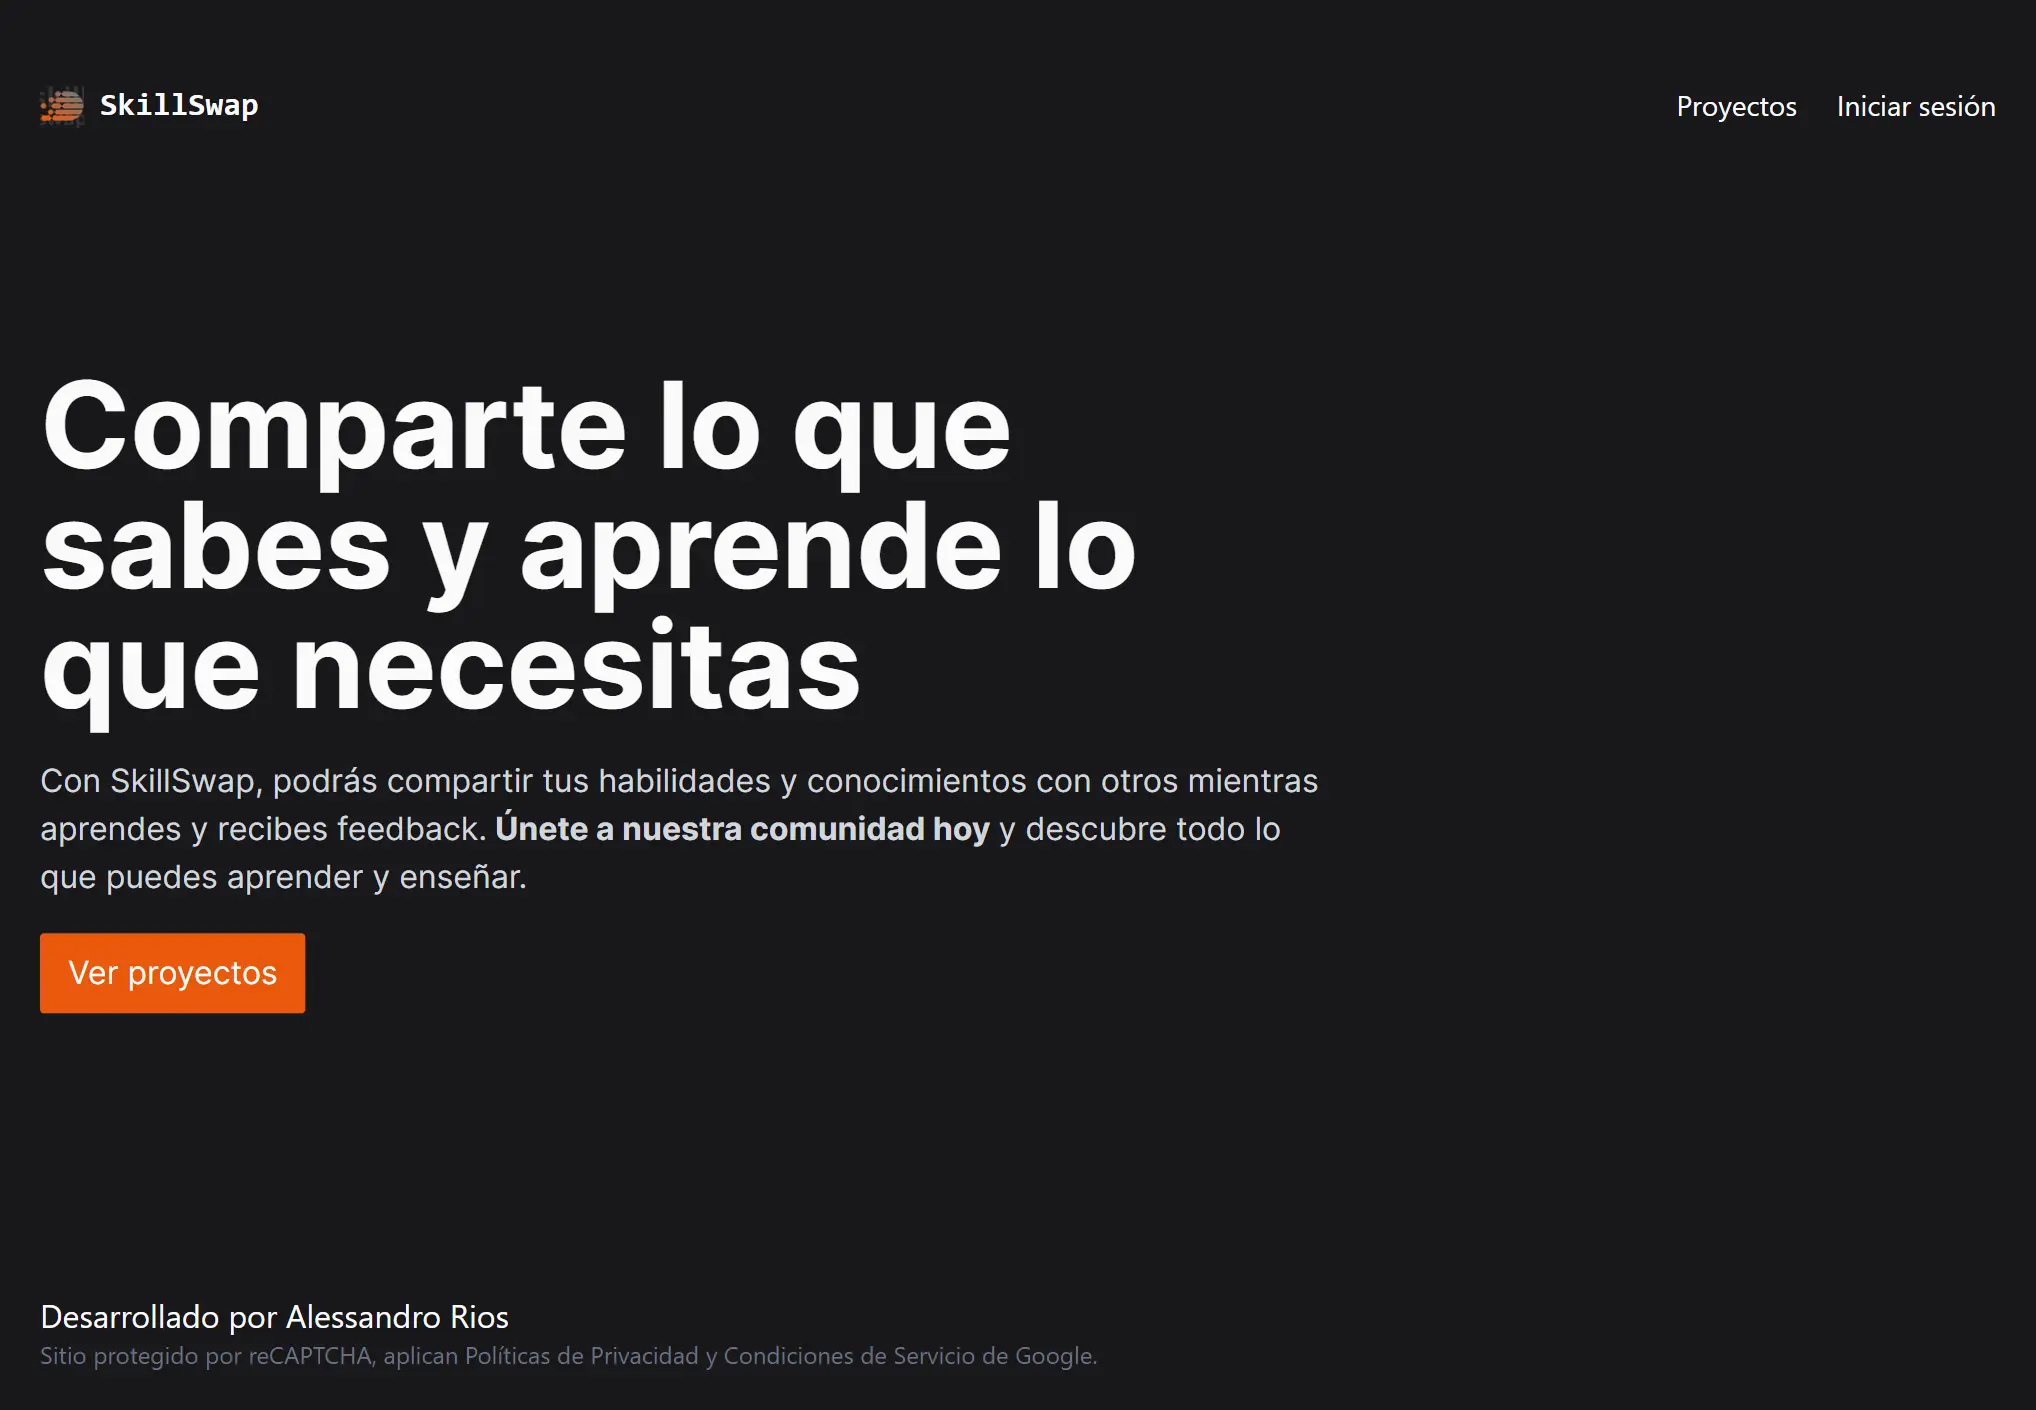 SkillSwap
Proyectos
Iniciar sesión
Comparte lo que
sabes y aprende lo
que necesitas
Con SkillSwap, podrás compartir tus habilidades y conocimientos con otros mientras
aprendes y recibes feedback. Únete a nuestra comunidad hoy y descubre todo lo
que puedes aprender y enseñar.
Ver proyectos
Desarrollado por Alessandro Rios
Sitio protegido por reCAPTCHA, aplican Políticas de Privacidad y Condiciones de Servicio de Google.